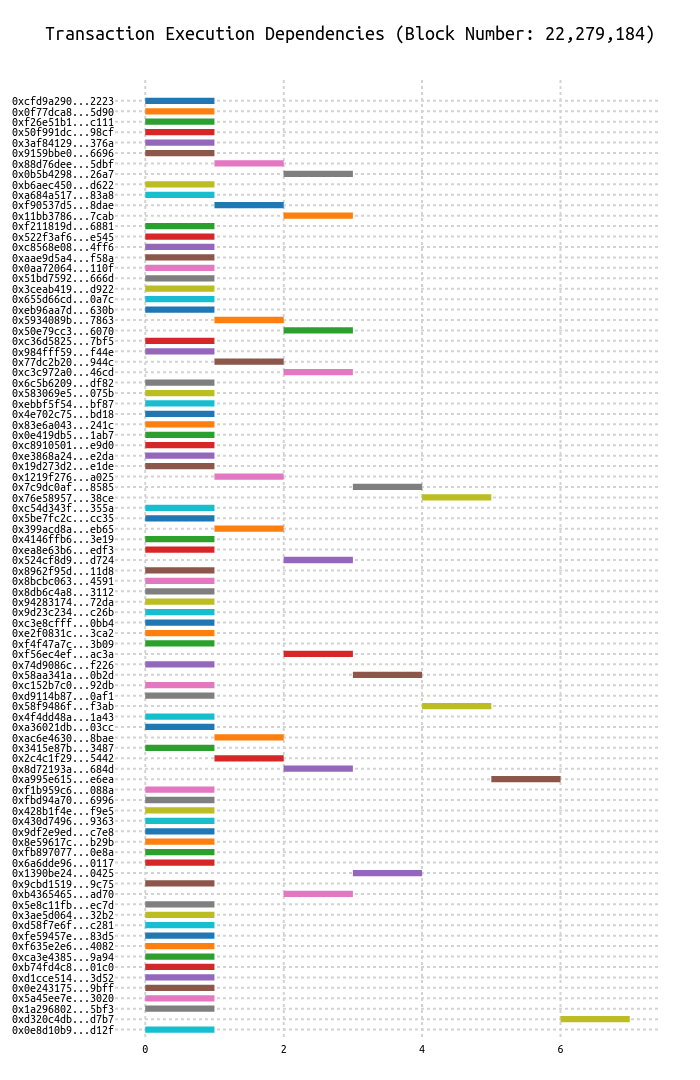 Transaction Execution Dependencies (Block Number: 22,279,184)
0xcfd9a290...2223
0x0f77dca8...5d90
0xf26e51b1...c111
0x50f991dc...98cf
0x3af84129...376a
0x9159bbe0...6696
0x88d76dee...5dbf
0x0b5b4298...26a7
0xb6aec450...d622
0xa684a517...83a8
0xf90537d5...8dae
0x11bb3786...7cab
0xf211819d...6881
0x522f3af6...e545
0xc8568e08...4ff6
0xaae9d5a4...f58a
0x0aa72064...110f
0x51bd7592...666d
0x3ceab419...d922
0x655d66cd...0a7c
0xeb96aa7d...630b
0x5934089b...7863
0x50e79cc3...6070
0xc36d5825...7bf5
0x984fff59...f44e
0x77dc2b20...944c
0xc3c972a0...46cd
0x6c5b6209...df82
0x583069e5...075b
0xebbf5f54...bf87
0x4e702c75...bd18
0x83e6a043...241c
0x0e419db5...1ab7
0xc8910501...e9d0
0xe3868a24...e2da
0x19d273d2...e1de
0x1219f276...a025
0x7c9dc0af...8585
0x76e58957...38ce
0xc54d343f...355a
0x5be7fc2c...cc35
0x399acd8a...eb65
0x4146ffb6...3e19
0xea8e63b6...edf3
0x524cf8d9...d724
0x8962f95d...11d8
0x8bcbc063...4591
0x8db6c4a8...3112
0x94283174...72da
0x9d23c234...c26b
0xc3e8cfff...0bb4
0xe2f0831c...3ca2
0xf4f47a7c...3b09
0xf56ec4ef...ac3a
0x74d9086c...f226
0x58aa341a...0b2d
0xc152b7c0...92db
0xd9114b87...0af1
0x58f9486f...f3ab
0x4f4dd48a...1a43
0xa36021db...03cc
0xac6e4630...8bae
0x3415e87b...3487
0x2c4c1f29...5442
0x8d72193a...684d
0xa995e615...e6ea
0xf1b959c6...088a
0xfbd94a70...6996
0x428b1f4e...f9e5
0x430d7496...9363
0x9df2e9ed...c7e8
0x8e59617c...b29b
0xfb897077...0e8a
0x6a6dde96...0117
0x1390be24...0425
0x9cbd1519...9c75
0xb4365465...ad70
0x5e8c11fb...ec7d
0x3ae5d064...32b2
0xd58f7e6f...c281
0xfe59457e...83d5
0xf635e2e6...4082
0xca3e4385...9a94
0xb74fd4c8...01c0
0xd1cce514...3d52
0x0e243175...9bff
0x5a45ee7e...3020
0x1a296802...5bf3
0xd320c4db...d7b7
0x0e8d10b9...d12f
0 2 4 6